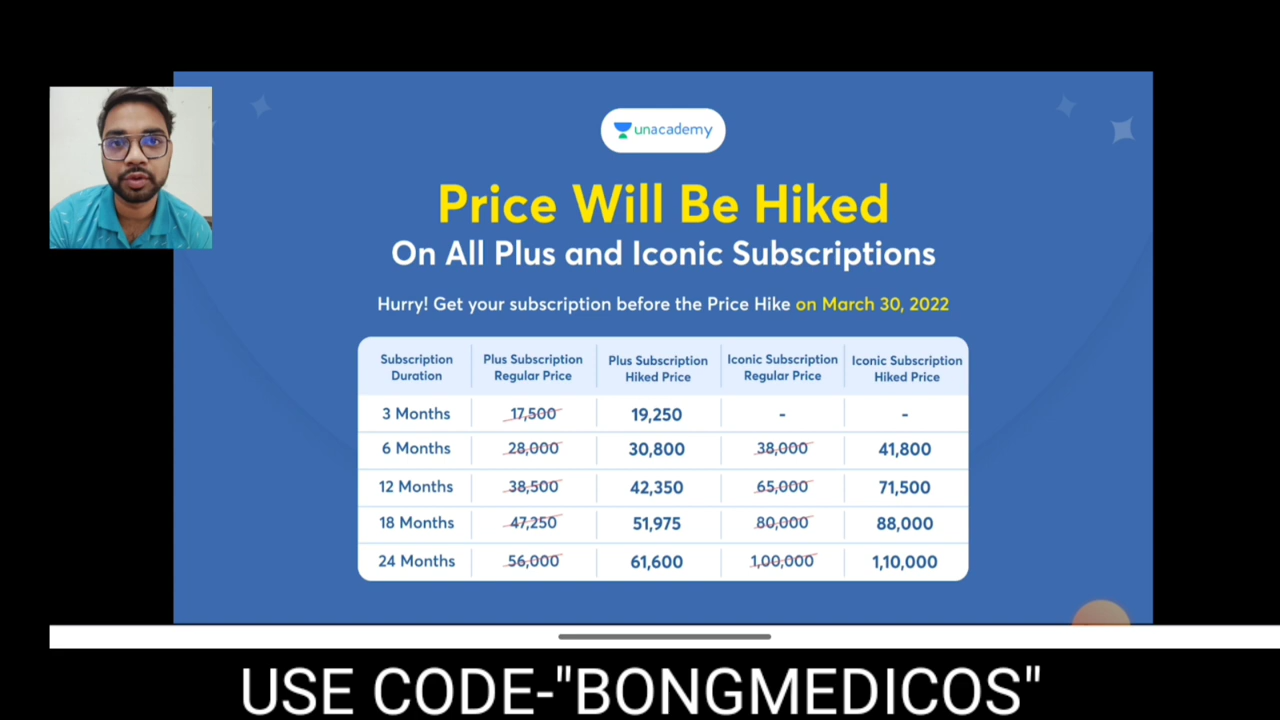 unacademy
Price Will Be Hiked
On All Plus and Iconic Subscriptions
Hurry! Get your subscription before the Price Hike on March 30, 2022
Subscription Duration Plus Subscription Regular Price Plus Subscription Hiked Price Iconic Subscription Regular Price Iconic Subscription Hiked Price
3 Months 17,500 19,250 - -
6 Months 28,000 30,800 38,000 41,800
12 Months 38,500 42,350 65,000 71,500
18 Months 47,250 51,975 80,000 88,000
24 Months 56,000 61,600 1,00,000 1,10,000
USE CODE-"BONGMEDICOS"